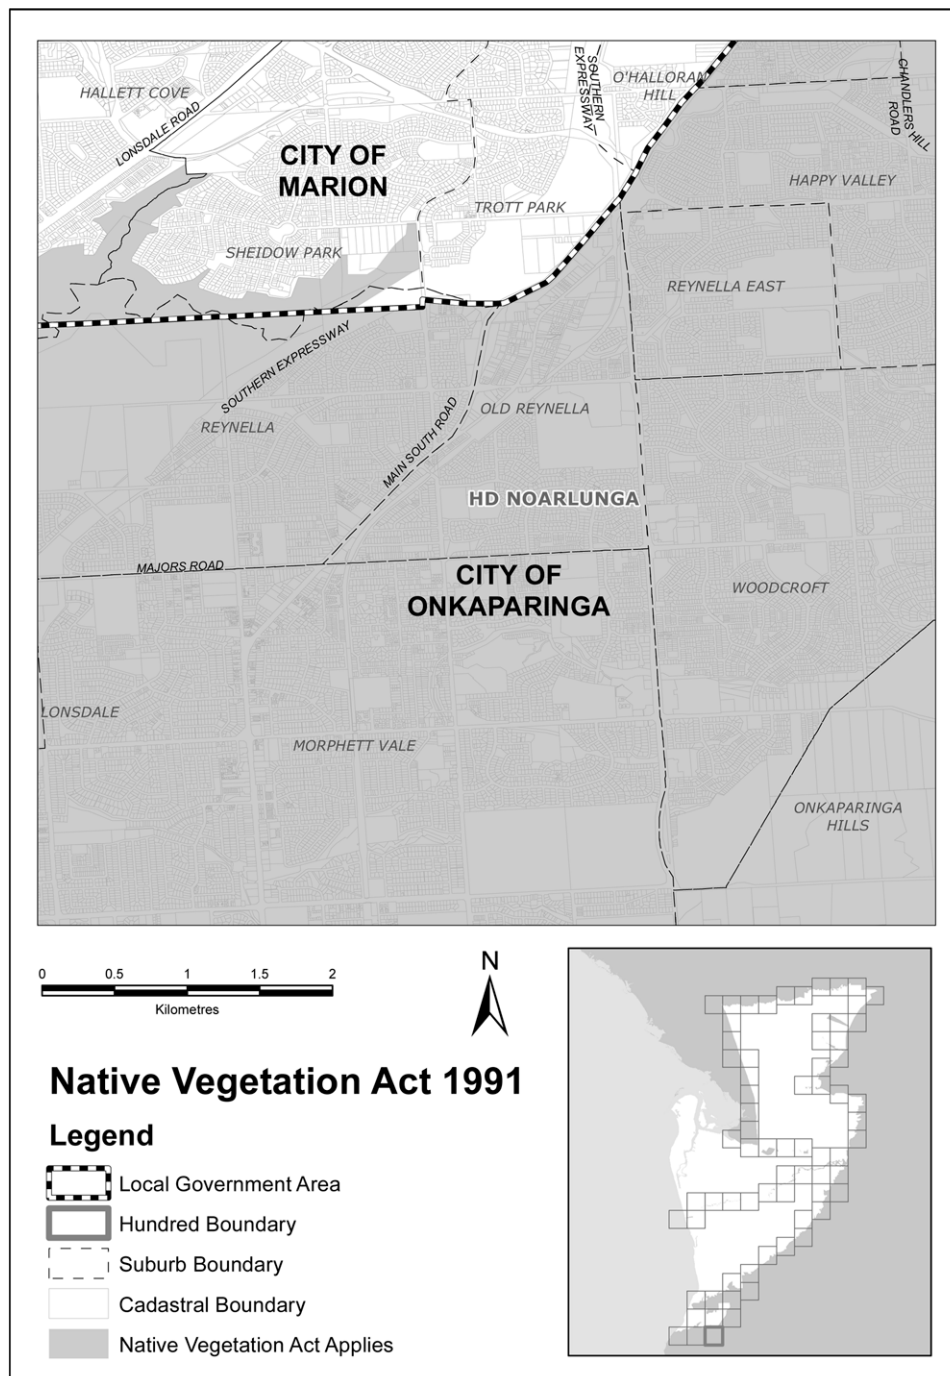 HALLETT COVE
LONSDALE ROAD
CITY OF
MARION
SOUTHERN
EXPRESSWAY
O'HALLORAN
HILL
CHANDLERS HILL
ROAD
HAPPY VALLEY
TROTT PARK
SHEIDOW PARK
REYNELLA EAST
SOUTHERN EXPRESSWAY
REYNELLA
MAIN SOUTH ROAD
OLD REYNELLA
HD NOARLUNGA
MAJORS ROAD
CITY OF
ONKAPARINGA
WOODCROFT
LONSDALE
MORPHETT VALE
ONKAPARINGA
HILLS
0 0.5 1 1.5 2
Kilometres
N
Native Vegetation Act 1991
Legend
Local Government Area
Hundred Boundary
Suburb Boundary
Cadastral Boundary
Native Vegetation Act Applies